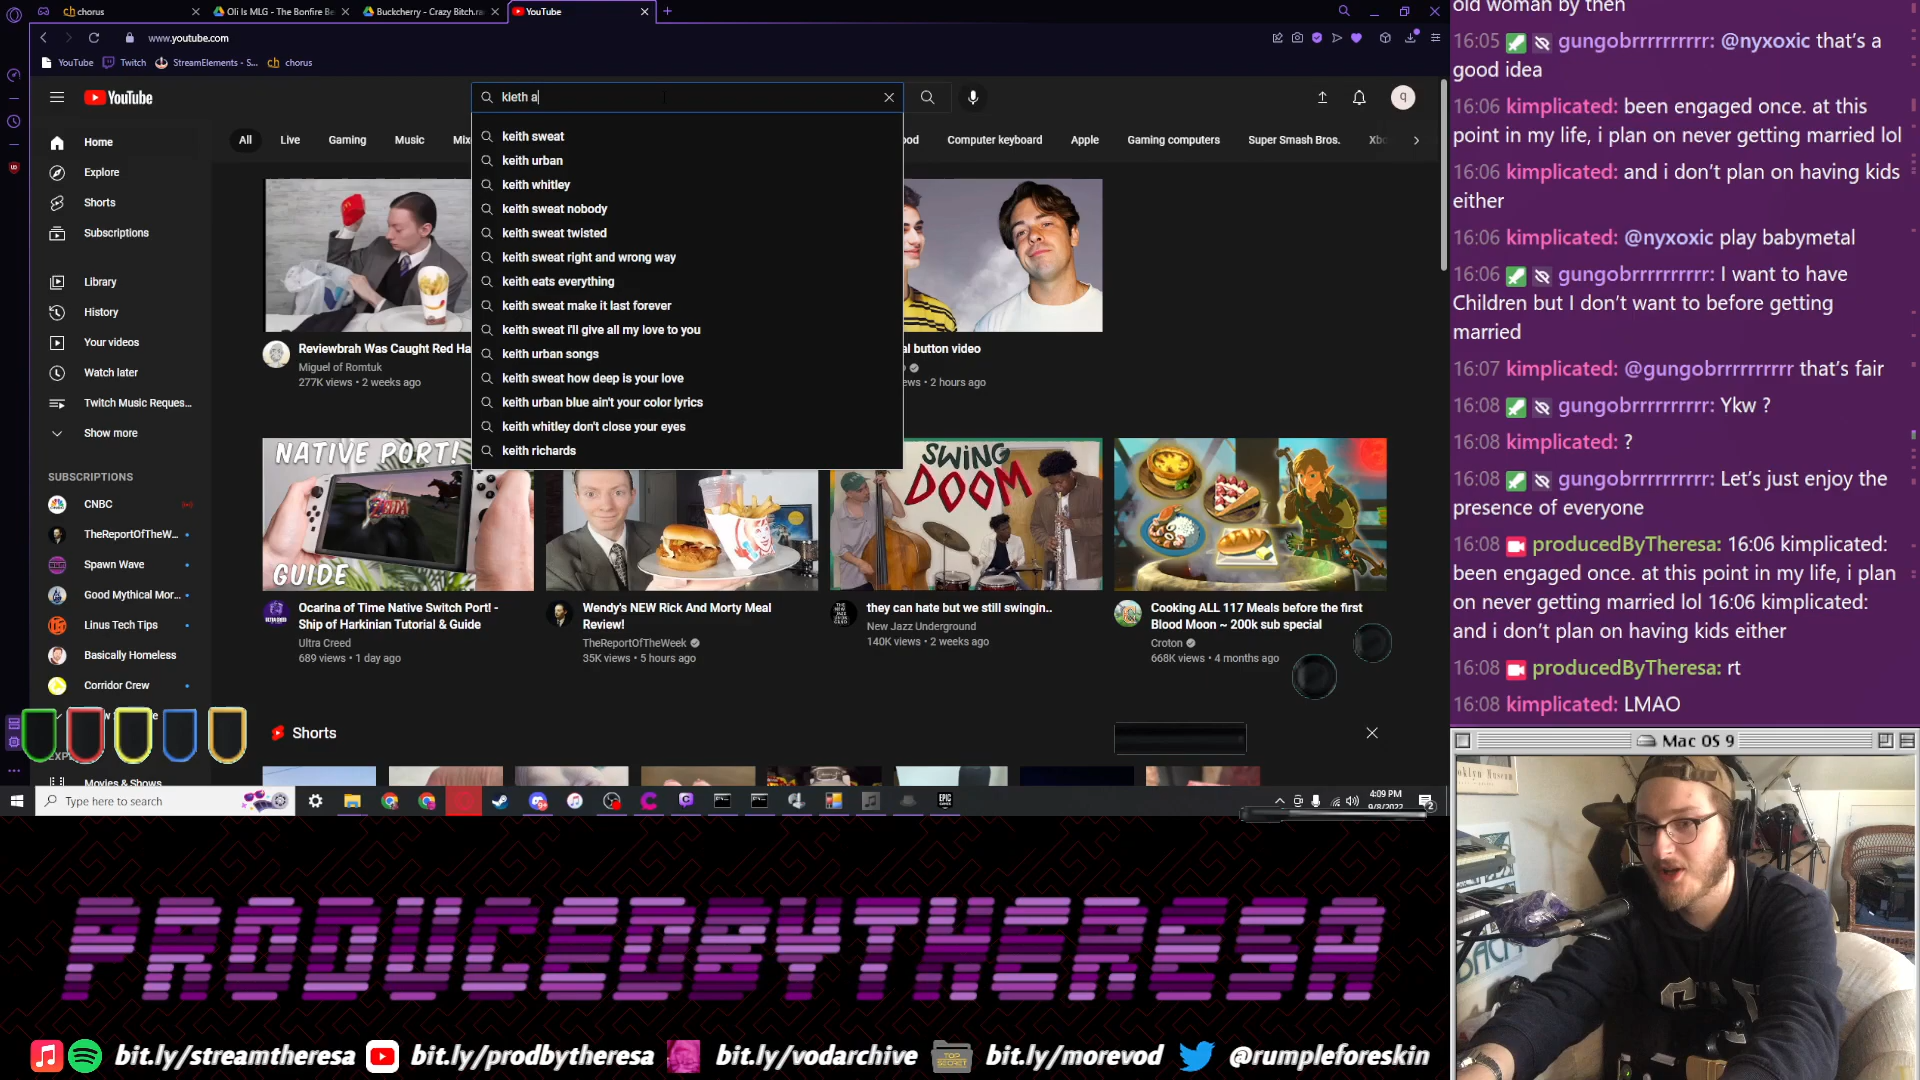 chorus
Oli Is MLG - The Bonfire Be
Buckcherry - Crazy Bitch.ra
YouTube
www.youtube.com
YouTube
Twitch
StreamElements - S...
chorus
YouTube
kieth a
q
keith sweat
keith urban
keith whitley
keith sweat nobody
keith sweat twisted
keith sweat right and wrong way
keith eats everything
keith sweat make it last forever
keith sweat i'll give all my love to you
keith urban songs
keith sweat how deep is your love
keith urban blue ain't your color lyrics
keith whitley don't close your eyes
keith richards
All
Live
Gaming
Music
Mix
ood
Computer keyboard
Apple
Gaming computers
Super Smash Bros.
Xbo
Home
Explore
Shorts
Subscriptions
Library
History
Your videos
Watch later
Twitch Music Reques...
Show more
SUBSCRIPTIONS
CNBC
TheReportOfTheW...
Spawn Wave
Good Mythical Mor...
Linus Tech Tips
Basically Homeless
Corridor Crew
Movies & Shows
Reviewbrah Was Caught Red Ha
Miguel of Romtuk
277K views • 2 weeks ago
al button video
ews • 2 hours ago
NATIVE PORT!
GUIDE
SWING
DOOM
Ocarina of Time Native Switch Port! -
Ship of Harkinian Tutorial & Guide
Ultra Creed
689 views • 1 day ago
Wendy's NEW Rick And Morty Meal
Review!
TheReportOfTheWeek
35K views • 5 hours ago
they can hate but we still swingin..
New Jazz Underground
140K views • 2 weeks ago
Cooking ALL 117 Meals before the first
Blood Moon ~ 200k sub special
Croton
668K views • 4 months ago
Shorts
Type here to search
4:09 PM
9/8/2022
2
old woman by then
16:05 gungobrrrrrrrrrr: @nyxoxic that's a
good idea
16:06 kimplicated: been engaged once. at this
point in my life, i plan on never getting married lol
16:06 kimplicated: and i don't plan on having kids
either
16:06 kimplicated: @nyxoxic play babymetal
16:06 gungobrrrrrrrrrr: I want to have
Children but I don't want to before getting
married
16:07 kimplicated: @gungobrrrrrrrrrr that's fair
16:08 gungobrrrrrrrrrr: Ykw ?
16:08 kimplicated: ?
16:08 gungobrrrrrrrrrr: Let's just enjoy the
presence of everyone
16:08 producedByTheresa: 16:06 kimplicated:
been engaged once. at this point in my life, i plan
on never getting married lol 16:06 kimplicated:
and i don't plan on having kids either
16:08 producedByTheresa: rt
16:08 kimplicated: LMAO
Mac OS 9
PRODUCEDBYTHERESA
bit.ly/streamtheresa
bit.ly/prodbytheresa
bit.ly/vodarchive
TOP SECRET
bit.ly/morevod
@rumpleforeskin